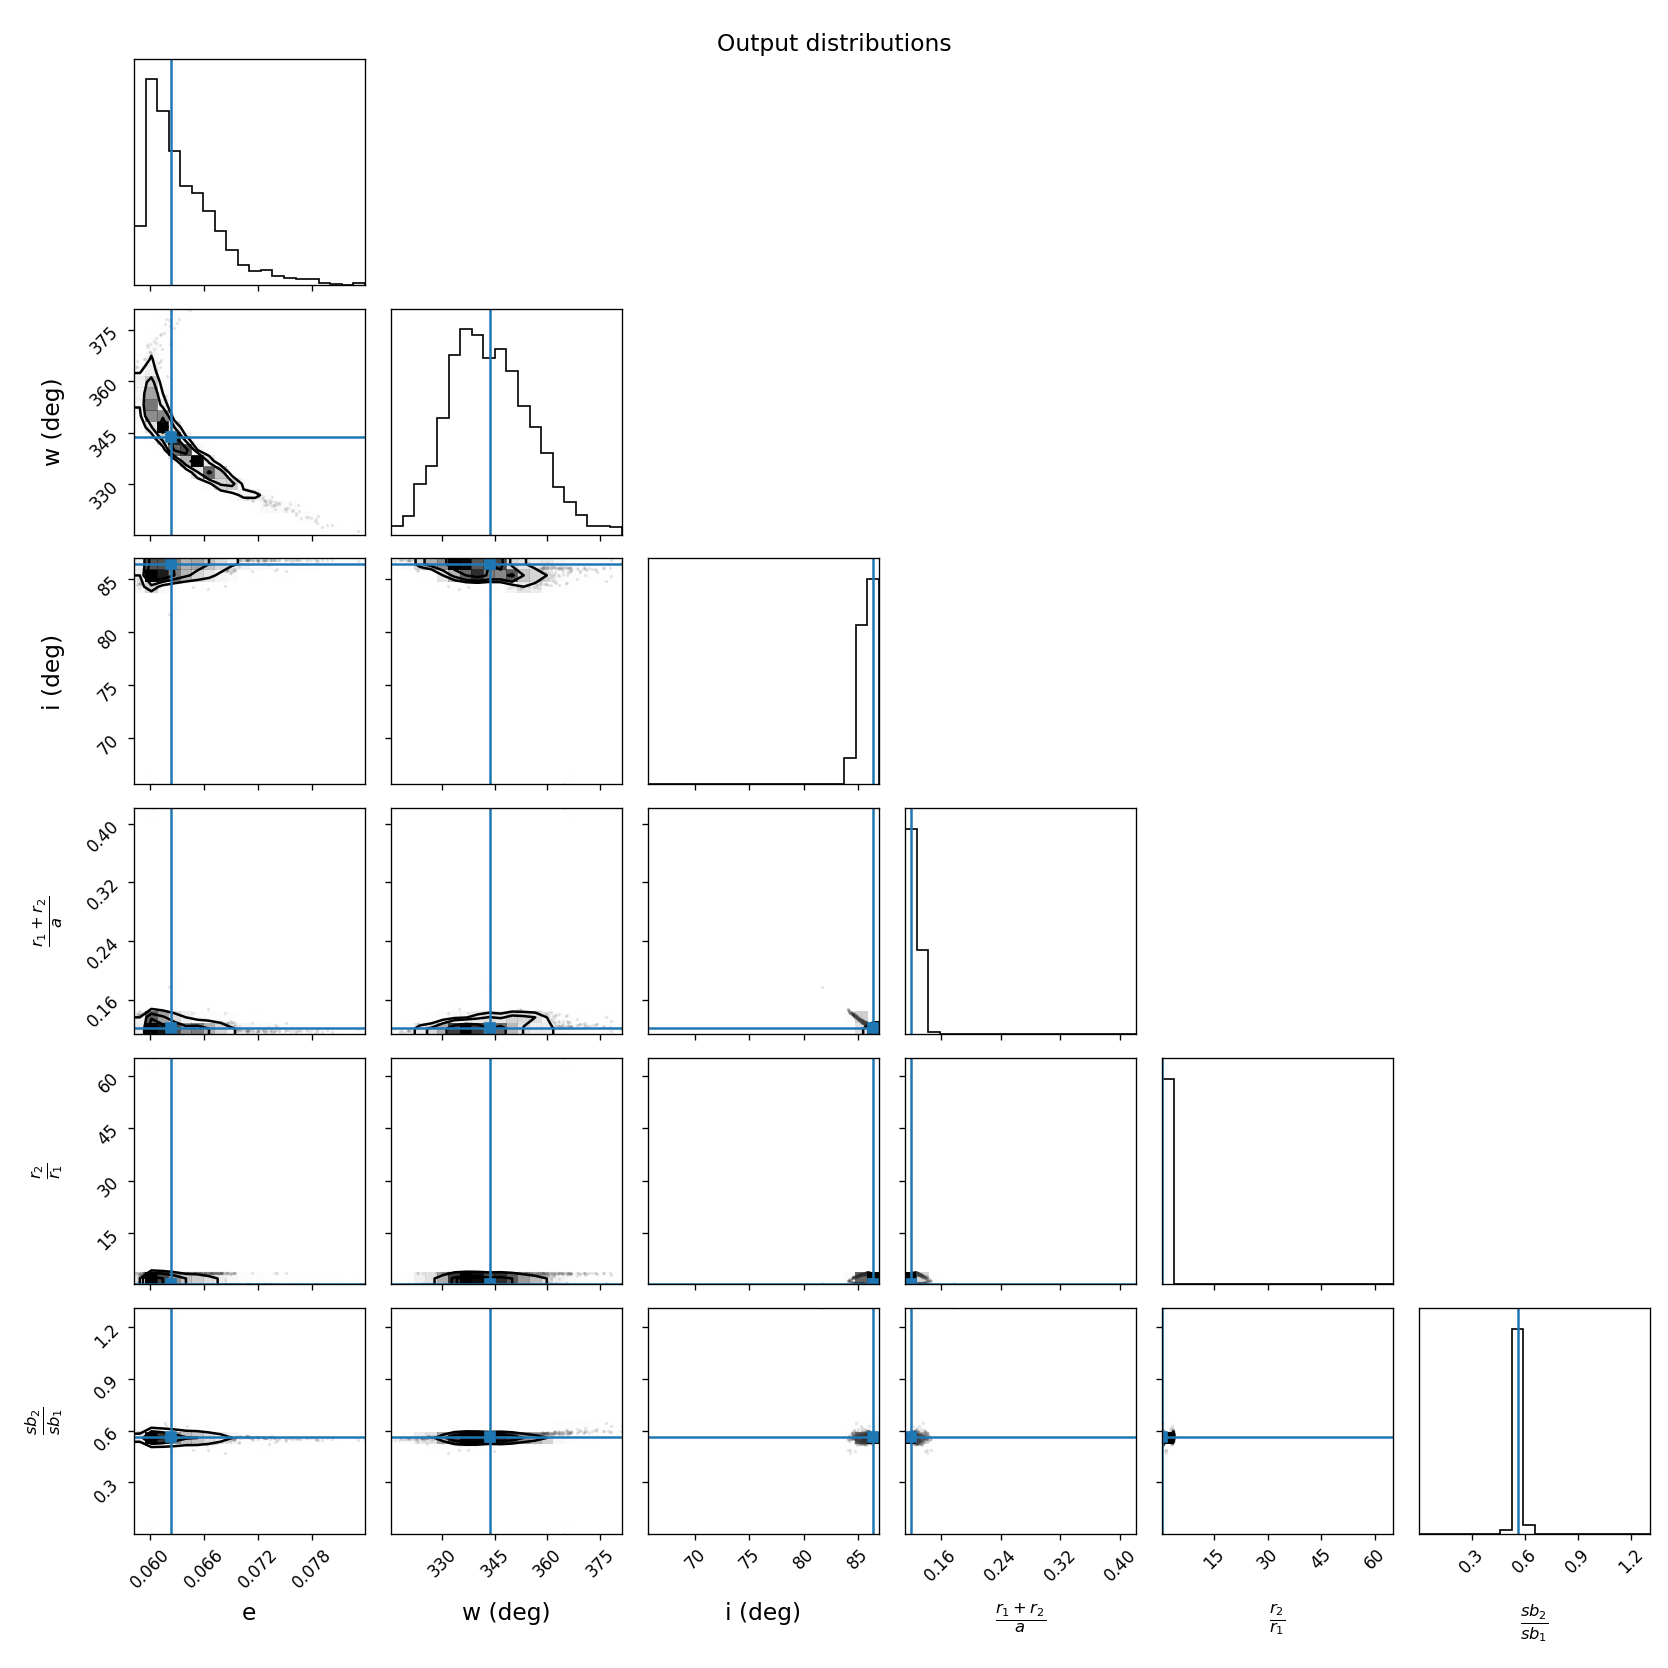 Output distributions
w (deg)
375
360
345
330
i (deg)
85
80
75
70
r₁ + r₂
a
0.40
0.32
0.24
0.16
r₂
r₁
60
45
30
15
sb₂
sb₁
1.2
0.9
0.6
0.3
0.060 0.066 0.072 0.078
330 345 360 375
70 75 80 85
0.16 0.24 0.32 0.40
15 30 45 60
0.3 0.6 0.9 1.2
e
w (deg)
i (deg)
r₁ + r₂
a
r₂
r₁
sb₂
sb₁